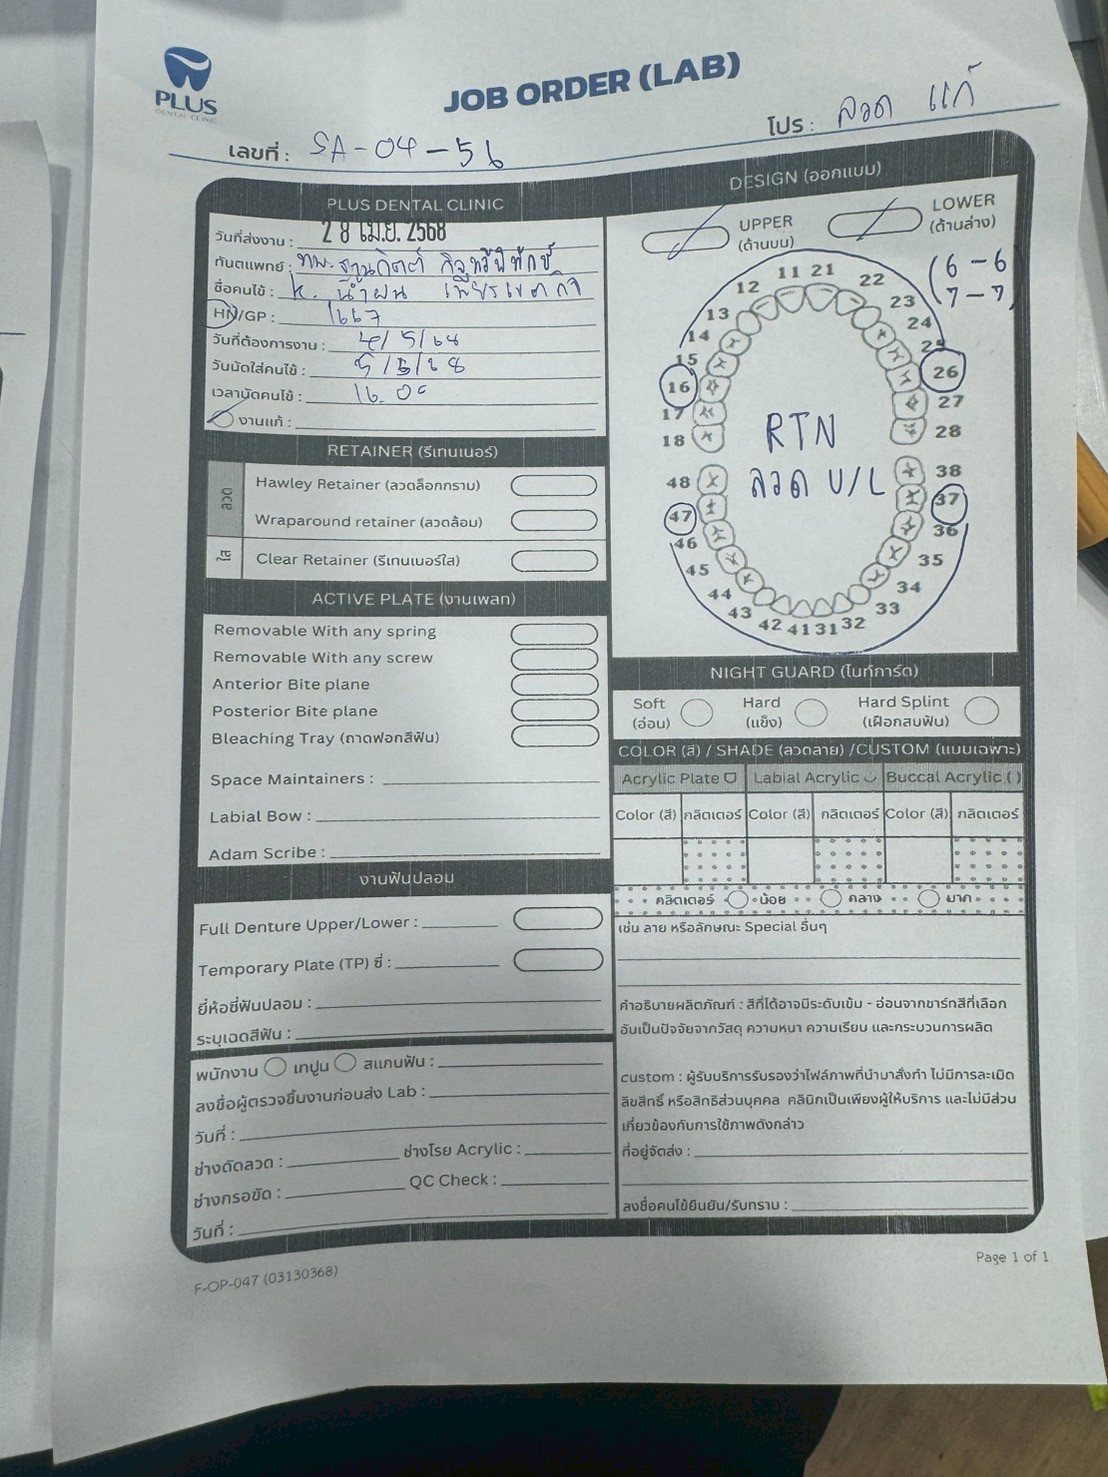 PLUS
DENTAL CLINIC
JOB ORDER (LAB)
เลขที่ : SA-04-56
โปร : ลวด แก้
PLUS DENTAL CLINIC
วันที่ส่งงาน : 28 เม.ย. 2568
ทันตแพทย์ : ทพ.
ชื่อคนไข้ : K. น้ำฝน
HN/GP : 1667
วันที่ต้องการงาน : 4/5/68
วันนัดใส่คนไข้ : 5/5/68
เวลานัดคนไข้ : 16.00
งานแก้ :
RETAINER (รีเทนเนอร์)
ลวด
Hawley Retainer (ลวดล็อกกราม)
Wraparound retainer (ลวดล้อม)
ใส
Clear Retainer (รีเทนเนอร์ใส)
ACTIVE PLATE (งานเพลท)
Removable With any spring
Removable With any screw
Anterior Bite plane
Posterior Bite plane
Bleaching Tray (ถาดฟอกสีฟัน)
Space Maintainers :
Labial Bow :
Adam Scribe :
งานฟันปลอม
Full Denture Upper/Lower :
Temporary Plate (TP) ซี่ :
ยี่ห้อซี่ฟันปลอม :
ระบุเฉดสีฟัน :
พนักงาน เทปูน สแกนฟัน :
ลงชื่อผู้ตรวจชิ้นงานก่อนส่ง Lab :
วันที่ :
ช่างดัดลวด : ช่างโรย Acrylic :
ช่างกรอขัด : QC Check :
วันที่ :
DESIGN (ออกแบบ)
UPPER
(ด้านบน)
LOWER
(ด้านล่าง)
6-6
7-7
11 21
12 22
13 23
14 24
15 25
16 26
17 27
18 28
RTN
ลวด U/L
48 38
47 37
46 36
45 35
44 34
43 33
42 41 31 32
NIGHT GUARD (ไนท์การ์ด)
Soft
(อ่อน)
Hard
(แข็ง)
Hard Splint
(เฝือกสบฟัน)
COLOR (สี) / SHADE (ลวดลาย) /CUSTOM (แบบเฉพาะ)
Acrylic Plate Labial Acrylic Buccal Acrylic ( )
Color (สี) กลิตเตอร์ Color (สี) กลิตเตอร์ Color (สี) กลิตเตอร์
กลิตเตอร์ น้อย กลาง มาก
เช่น ลาย หรือลักษณะ Special อื่นๆ
คำอธิบายผลิตภัณฑ์ : สีที่ได้อาจมีระดับเข้ม - อ่อนจากชาร์ทสีที่เลือก
อันเป็นปัจจัยจากวัสดุ ความหนา ความเรียบ และกระบวนการผลิต
custom : ผู้รับบริการรับรองว่าไฟล์ภาพที่นำมาสั่งทำ ไม่มีการละเมิด
ลิขสิทธิ์ หรือสิทธิส่วนบุคคล คลินิกเป็นเพียงผู้ให้บริการ และไม่มีส่วน
เกี่ยวข้องกับการใช้ภาพดังกล่าว
ที่อยู่จัดส่ง :
ลงชื่อคนไข้ยืนยัน/รับทราบ :
F-OP-047 (03130368)
Page 1 of 1